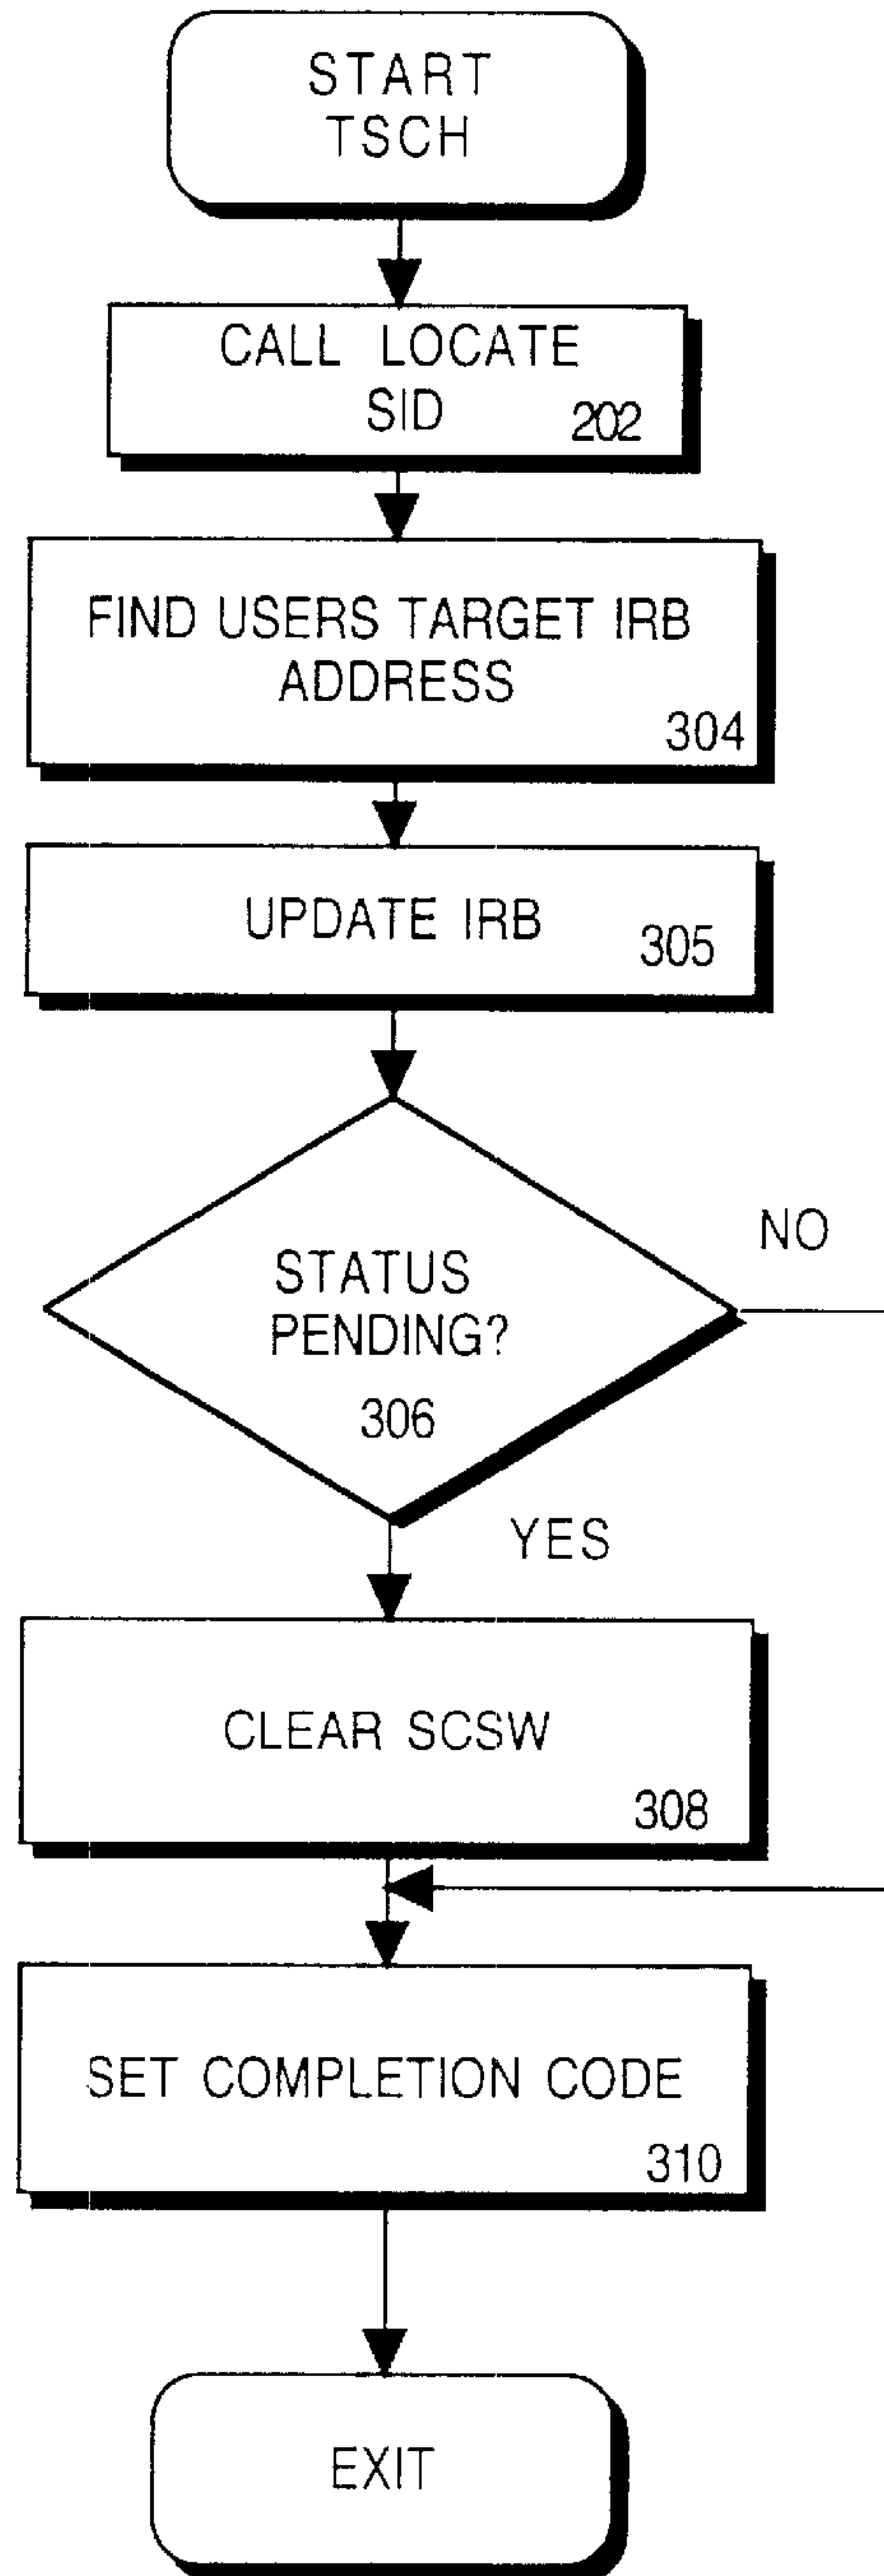 START
TSCH
CALL LOCATE
SID 202
FIND USERS TARGET IRB
ADDRESS
304
UPDATE IRB 305
NO
STATUS
PENDING?
306
YES
CLEAR SCSW
308
SET COMPLETION CODE
310
EXIT